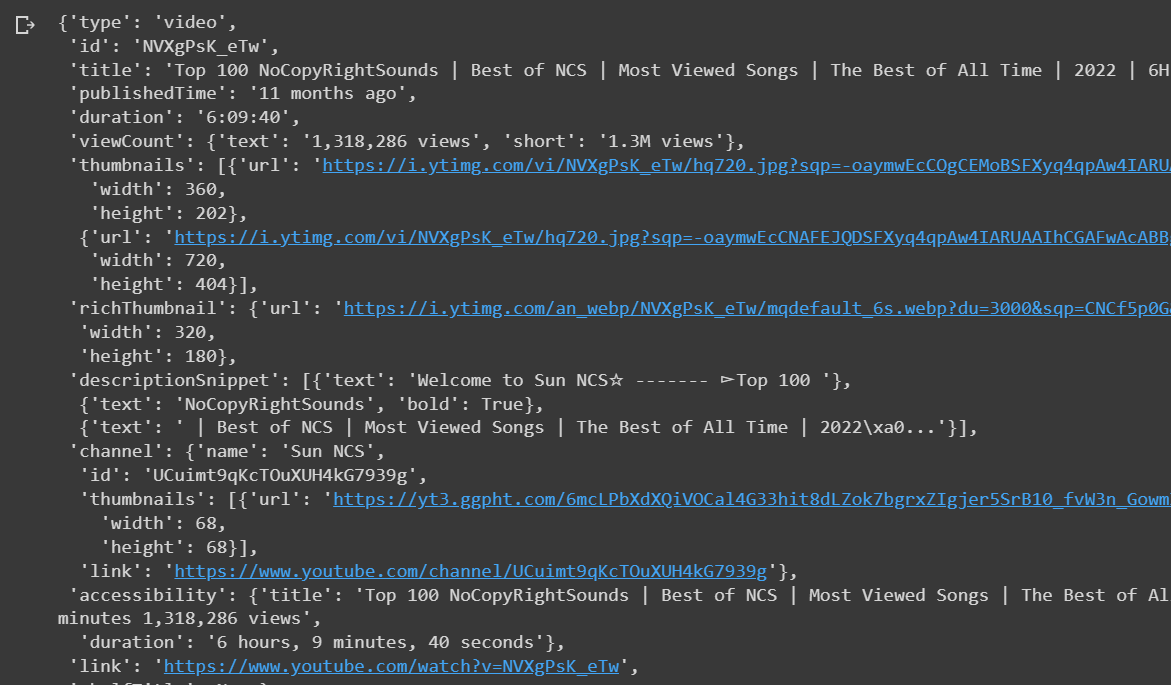 {'type': 'video',
'id': 'NVXgPsK_eTw',
'title': 'Top 100 NoCopyRightSounds | Best of NCS | Most Viewed Songs | The Best of All Time | 2022 | 6H
'publishedTime': '11 months ago',
'duration': '6:09:40',
'viewCount': {'text': '1,318,286 views', 'short': '1.3M views'},
'thumbnails': [{'url': 'https://i.ytimg.com/vi/NVXgPsK_eTw/hq720.jpg?sqp=-oaymwEcCOgCEMoBSFXyq4qpAw4IARU
'width': 360,
'height': 202},
{'url': 'https://i.ytimg.com/vi/NVXgPsK_eTw/hq720.jpg?sqp=-oaymwEcCNAFEJQDSFXyq4qpAw4IARUAAIhCGAFwAcABB
'width': 720,
'height': 404}],
'richThumbnail': {'url': 'https://i.ytimg.com/an_webp/NVXgPsK_eTw/mqdefault_6s.webp?du=3000&sqp=CNCf5p0G
'width': 320,
'height': 180},
'descriptionSnippet': [{'text': 'Welcome to Sun NCS☆ ------- ▻Top 100 '},
{'text': 'NoCopyRightSounds', 'bold': True},
{'text': ' | Best of NCS | Most Viewed Songs | The Best of All Time | 2022\xa0...'}],
'channel': {'name': 'Sun NCS',
'id': 'UCuimt9qKcTOuXUH4kG7939g',
'thumbnails': [{'url': 'https://yt3.ggpht.com/6mcLPbXdXQiVOCal4G33hit8dLZok7bgrxZIgjer5SrB10_fvW3n_Gowm
'width': 68,
'height': 68}],
'link': 'https://www.youtube.com/channel/UCuimt9qKcTOuXUH4kG7939g'},
'accessibility': {'title': 'Top 100 NoCopyRightSounds | Best of NCS | Most Viewed Songs | The Best of Al
minutes 1,318,286 views',
'duration': '6 hours, 9 minutes, 40 seconds'},
'link': 'https://www.youtube.com/watch?v=NVXgPsK_eTw',